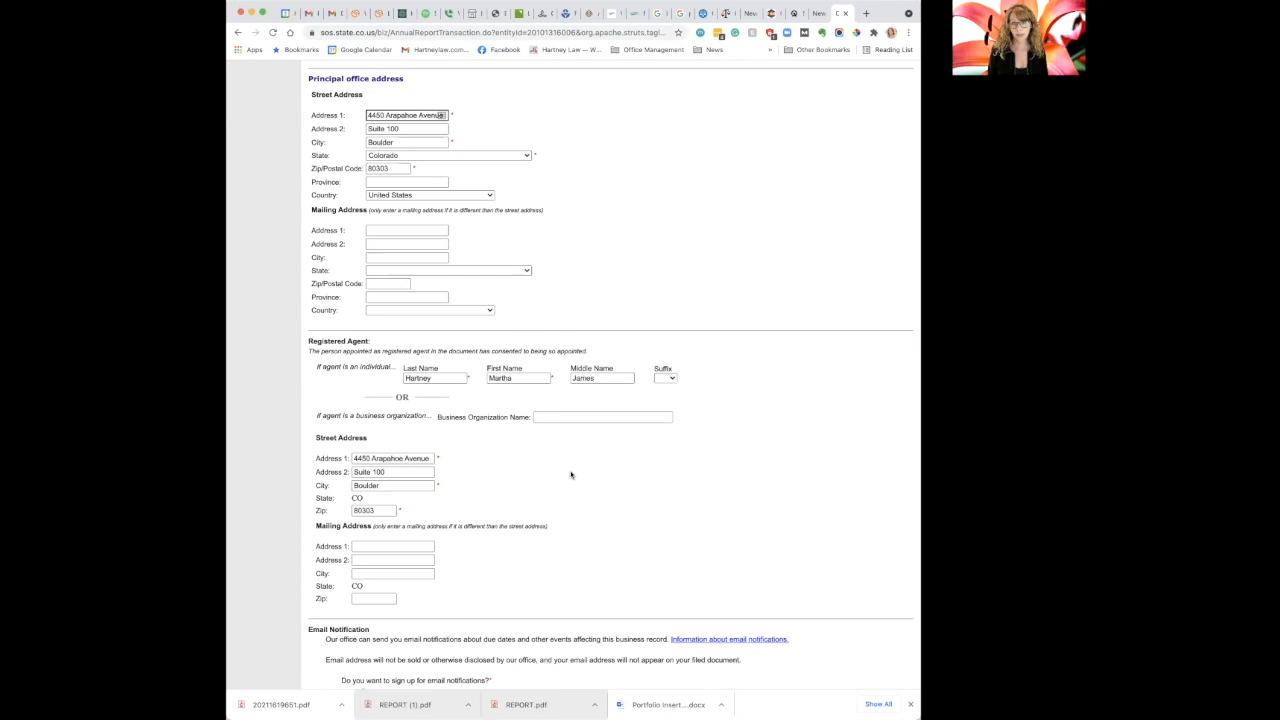 New
New
C
sos.state.co.us/biz/AnnualReportTransaction.do?entityId=20101316006&org.apache.struts.tagl...
Apps Bookmarks Google Calendar Hartneylaw.com... Facebook Hartney Law — W... Office Management News » Other Bookmarks Reading List
Principal office address
Street Address
Address 1: 4450 Arapahoe Avenue *
Address 2: Suite 100
City: Boulder *
State: Colorado *
Zip/Postal Code: 80303 *
Province:
Country: United States
Mailing Address (only enter a mailing address if it is different than the street address)
Address 1:
Address 2:
City:
State:
Zip/Postal Code:
Province:
Country:
Registered Agent:
The person appointed as registered agent in the document has consented to being so appointed.
if agent is an individual... Last Name First Name Middle Name Suffix
Hartney * Martha * James
OR
if agent is a business organization... Business Organization Name:
Street Address
Address 1: 4450 Arapahoe Avenue *
Address 2: Suite 100
City: Boulder *
State: CO
Zip: 80303 *
Mailing Address (only enter a mailing address if it is different than the street address)
Address 1:
Address 2:
City:
State: CO
Zip:
Email Notification
Our office can send you email notifications about due dates and other events affecting this business record. Information about email notifications.
Email address will not be sold or otherwise disclosed by our office, and your email address will not appear on your filed document.
Do you want to sign up for email notifications?*
20211619651.pdf REPORT (1).pdf REPORT.pdf Portfolio Insert....docx Show All